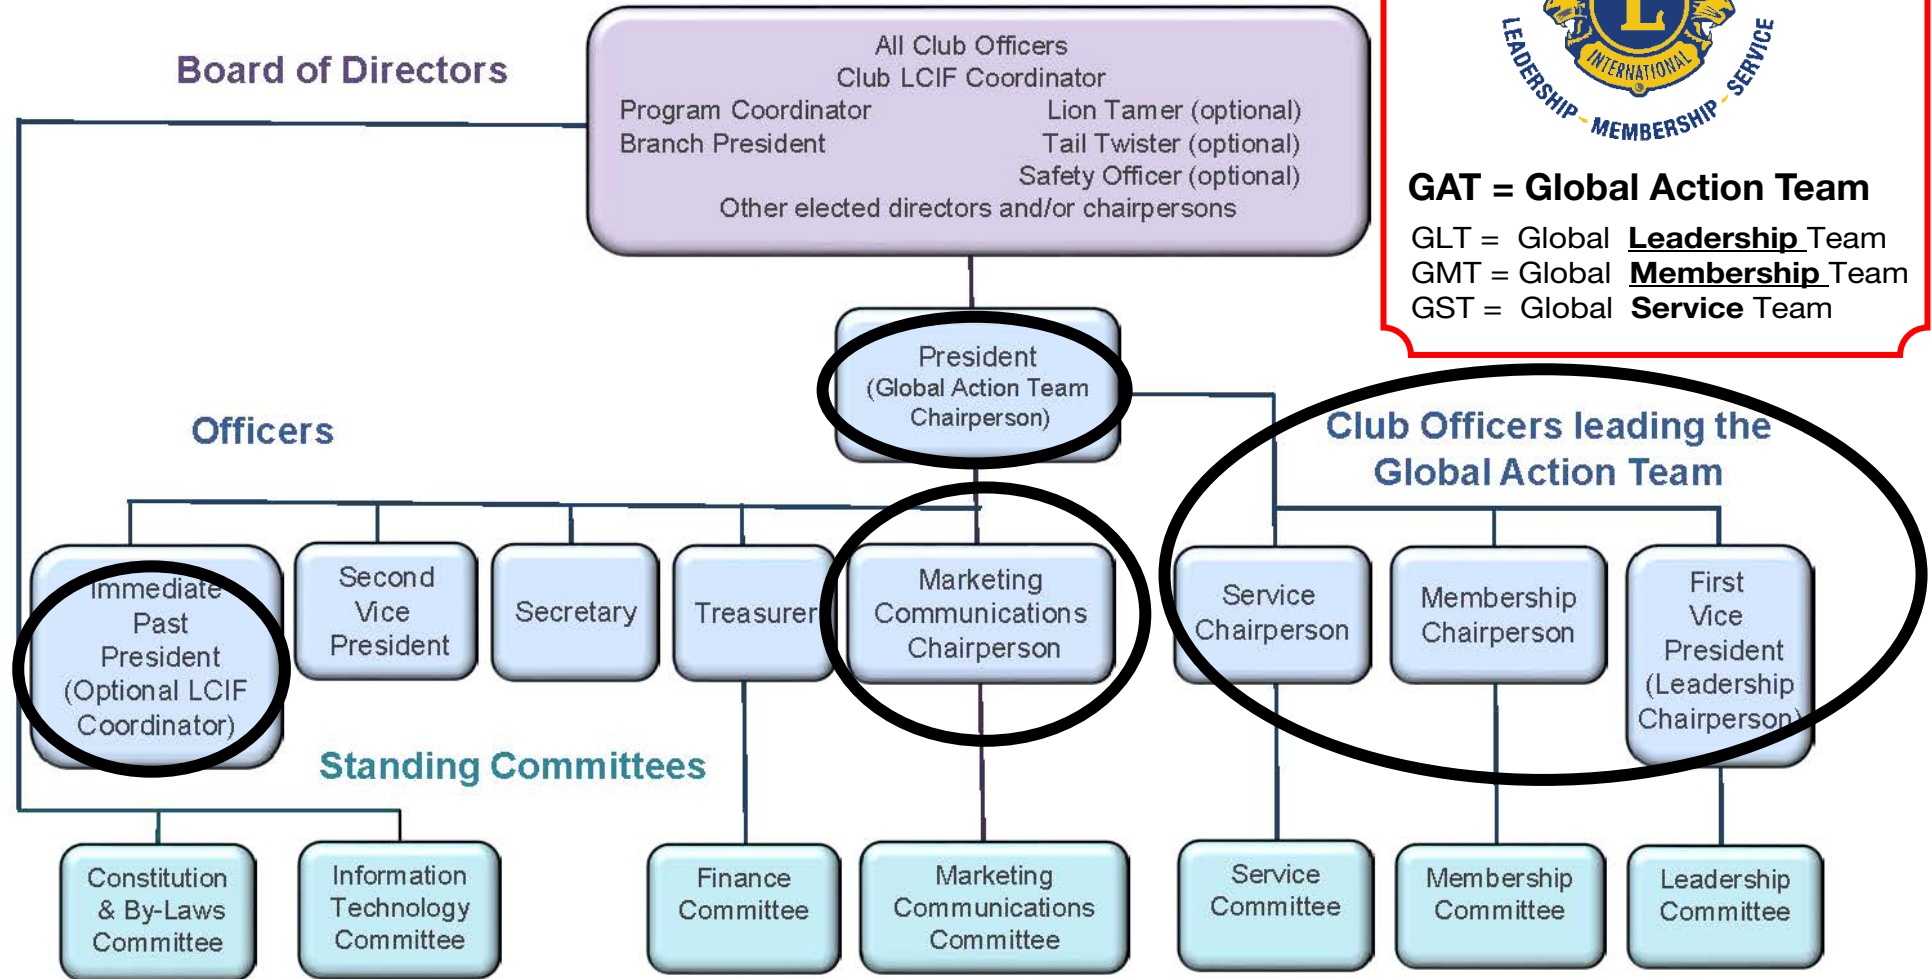 Board of Directors
All Club Officers
Club LCIF Coordinator
Program Coordinator Lion Tamer (optional)
Branch President Tail Twister (optional)
Safety Officer (optional)
Other elected directors and/or chairpersons
L
INTERNATIONAL
LEADERSHIP - MEMBERSHIP - SERVICE
GAT = Global Action Team
GLT = Global Leadership Team
GMT = Global Membership Team
GST = Global Service Team
President
(Global Action Team
Chairperson)
Officers
Club Officers leading the
Global Action Team
Immediate
Past
President
(Optional LCIF
Coordinator)
Second
Vice
President
Secretary
Treasurer
Marketing
Communications
Chairperson
Service
Chairperson
Membership
Chairperson
First
Vice
President
(Leadership
Chairperson)
Standing Committees
Constitution
& By-Laws
Committee
Information
Technology
Committee
Finance
Committee
Marketing
Communications
Committee
Service
Committee
Membership
Committee
Leadership
Committee